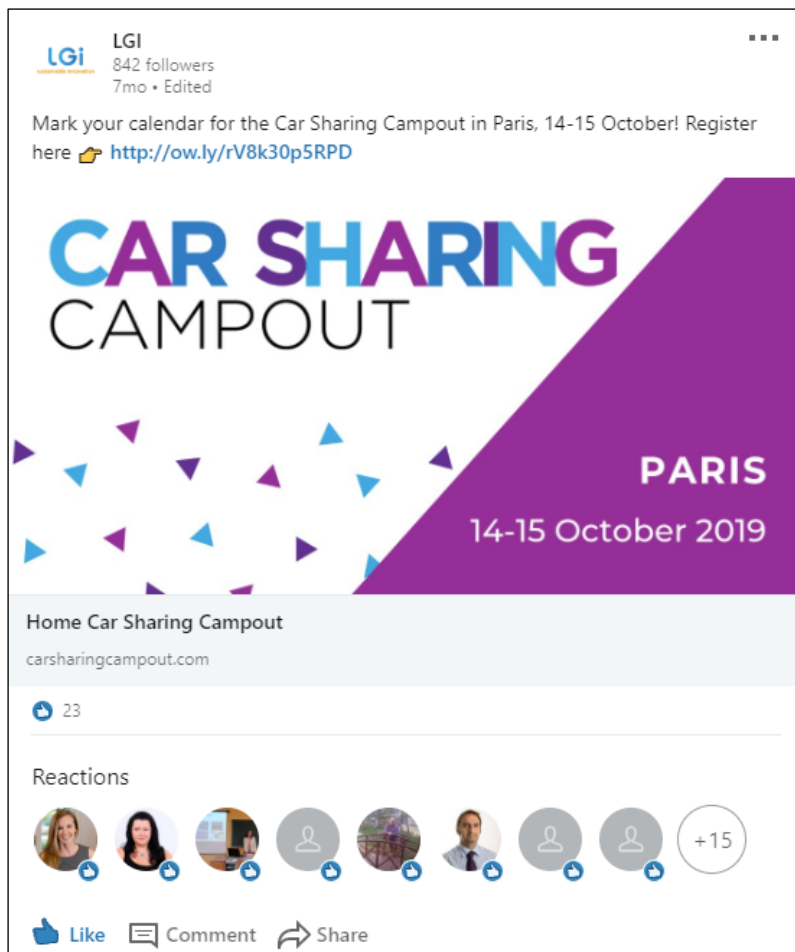 LGi
sustainable innovation
LGI
842 followers
7mo • Edited
Mark your calendar for the Car Sharing Campout in Paris, 14-15 October! Register
here 👉 http://ow.ly/rV8k30p5RPD
CAR SHARING
CAMPOUT
PARIS
14-15 October 2019
Home Car Sharing Campout
carsharingcampout.com
23
Reactions
+15
Like Comment Share